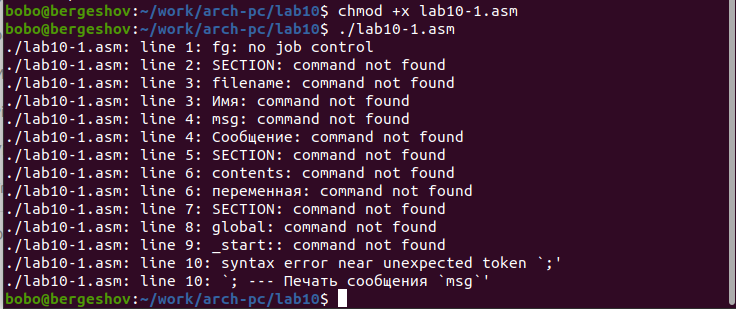 bobo@bergeshov:~/work/arch-pc/lab10$ chmod +x lab10-1.asm
bobo@bergeshov:~/work/arch-pc/lab10$ ./lab10-1.asm
./lab10-1.asm: line 1: fg: no job control
./lab10-1.asm: line 2: SECTION: command not found
./lab10-1.asm: line 3: filename: command not found
./lab10-1.asm: line 3: Имя: command not found
./lab10-1.asm: line 4: msg: command not found
./lab10-1.asm: line 4: Сообщение: command not found
./lab10-1.asm: line 5: SECTION: command not found
./lab10-1.asm: line 6: contents: command not found
./lab10-1.asm: line 6: переменная: command not found
./lab10-1.asm: line 7: SECTION: command not found
./lab10-1.asm: line 8: global: command not found
./lab10-1.asm: line 9: _start:: command not found
./lab10-1.asm: line 10: syntax error near unexpected token `;'
./lab10-1.asm: line 10: `; --- Печать сообщения `msg`'
bobo@bergeshov:~/work/arch-pc/lab10$